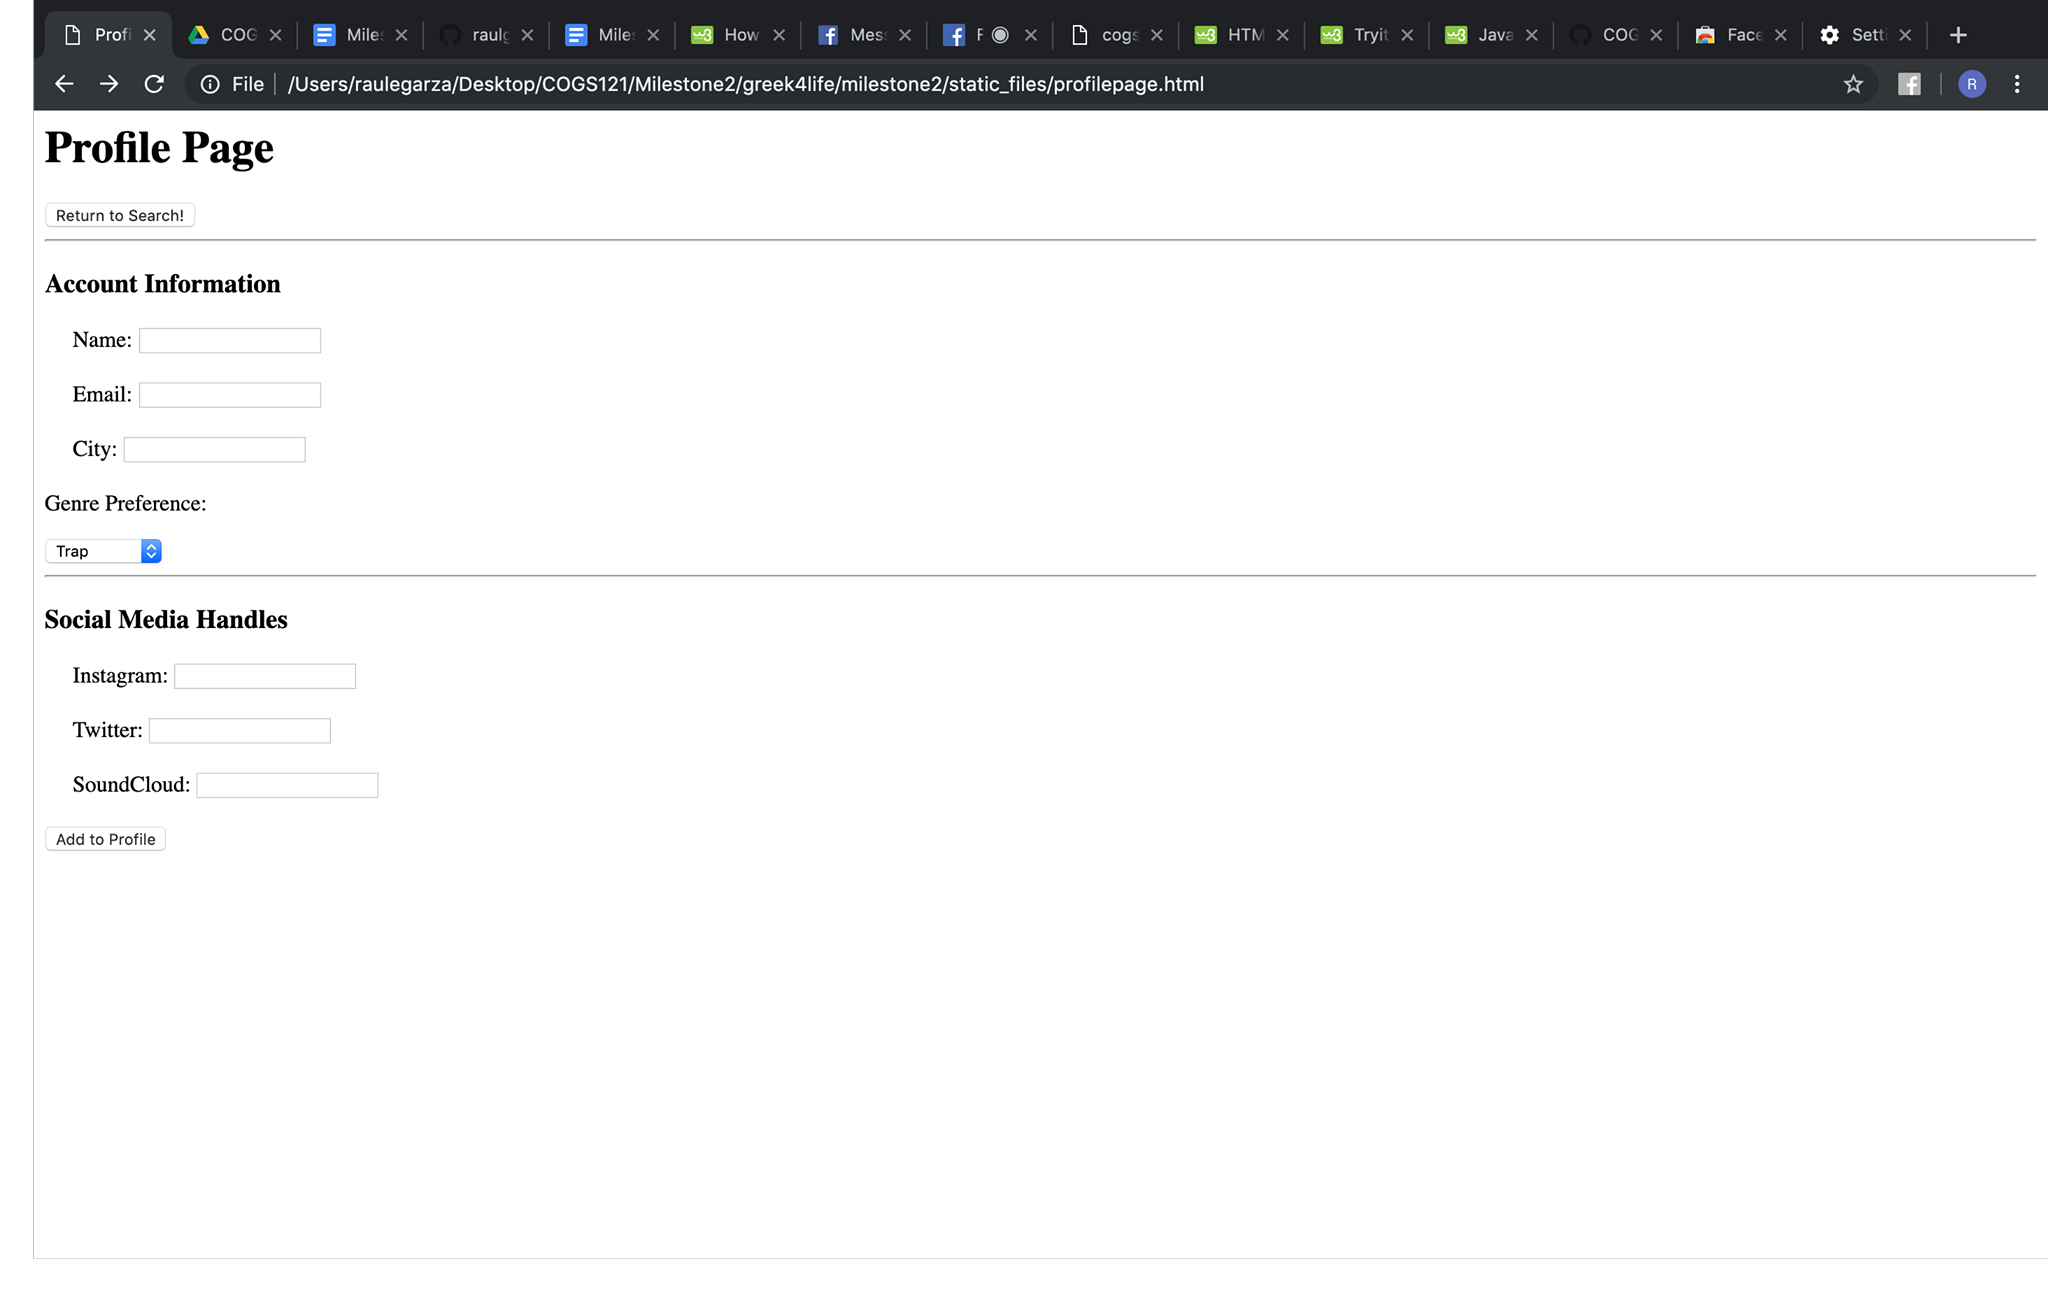 Profi COG Miles raulg Miles How Mess F cogs HTM Tryit Java COG Face Setti
File /Users/raulegarza/Desktop/COGS121/Milestone2/greek4life/milestone2/static_files/profilepage.html R
Profile Page
Return to Search!
Account Information
Name:
Email:
City:
Genre Preference:
Trap
Social Media Handles
Instagram:
Twitter:
SoundCloud:
Add to Profile